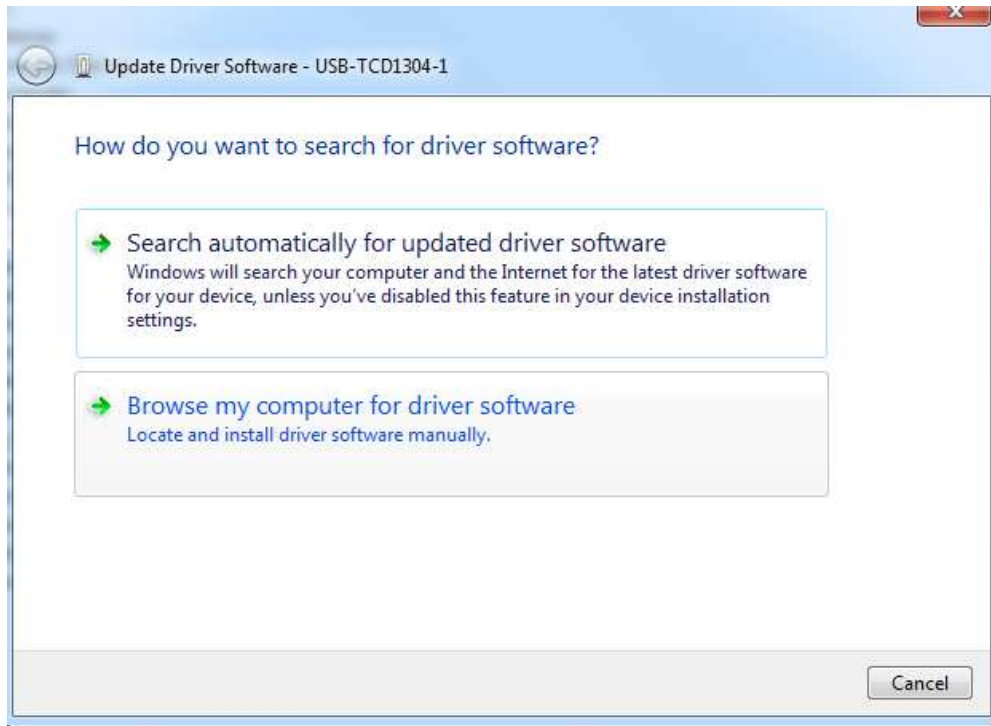 Update Driver Software - USB-TCD1304-1
How do you want to search for driver software?
Search automatically for updated driver software
Windows will search your computer and the Internet for the latest driver software
for your device, unless you've disabled this feature in your device installation
settings.
Browse my computer for driver software
Locate and install driver software manually.
Cancel